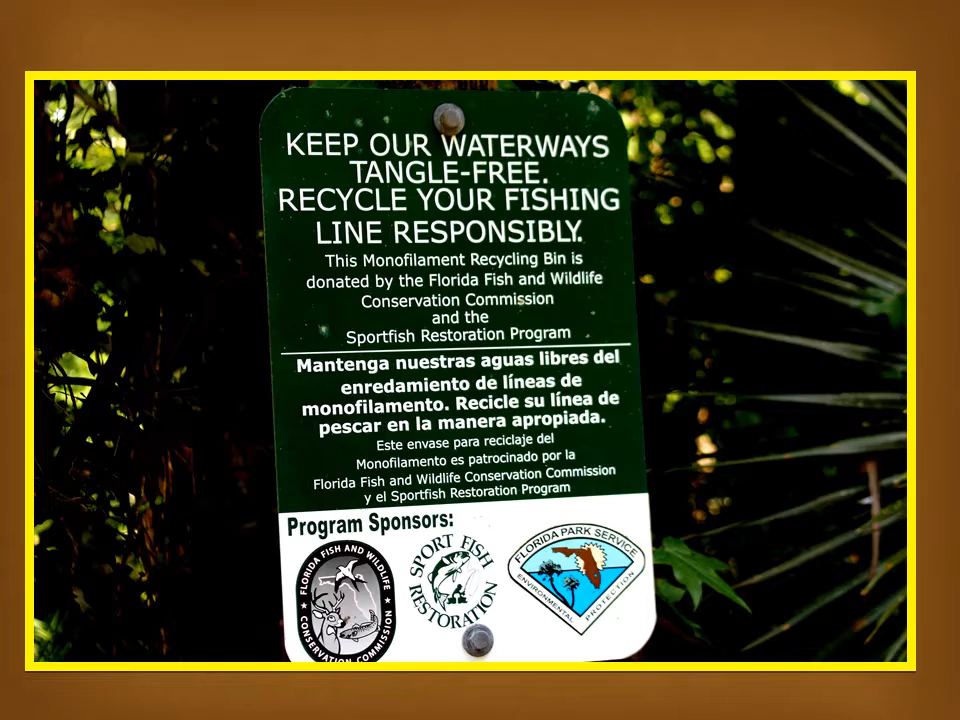 KEEP OUR WATERWAYS
TANGLE-FREE.
RECYCLE YOUR FISHING
LINE RESPONSIBLY.
This Monofilament Recycling Bin is
donated by the Florida Fish and Wildlife
Conservation Commission
and the
Sportfish Restoration Program
Mantenga nuestras aguas libres del
enredamiento de líneas de
monofilamento. Recicle su línea de
pescar en la manera apropiada.
Este envase para reciclaje del
Monofilamento es patrocinado por la
Florida Fish and Wildlife Conservation Commission
y el Sportfish Restoration Program
Program Sponsors:
FLORIDA FISH AND WILDLIFE
CONSERVATION COMMISSION
SPORT FISH
RESTORATION
FLORIDA PARK SERVICE
ENVIRONMENTAL
PROTECTION